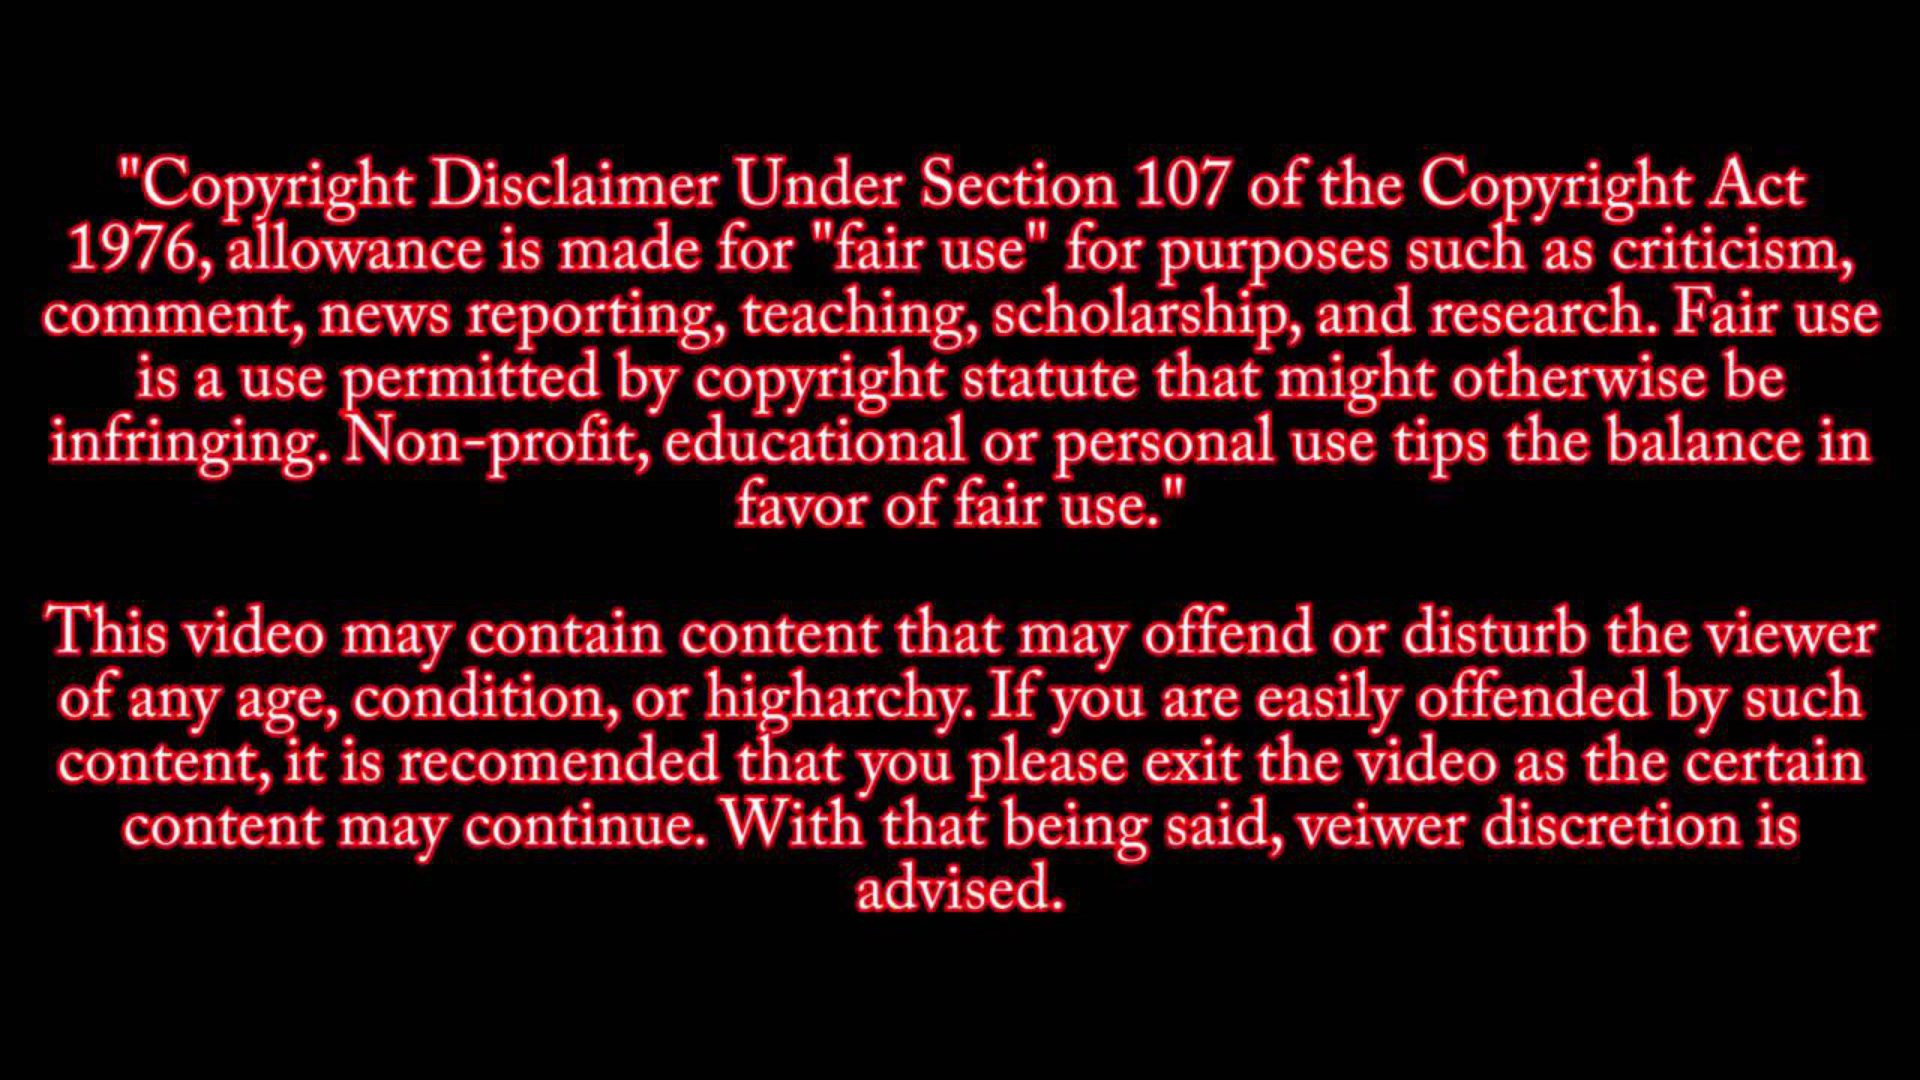 "Copyright Disclaimer Under Section 107 of the Copyright Act
1976, allowance is made for "fair use" for purposes such as criticism,
comment, news reporting, teaching, scholarship, and research. Fair use
is a use permitted by copyright statute that might otherwise be
infringing. Non-profit, educational or personal use tips the balance in
favor of fair use."
This video may contain content that may offend or disturb the viewer
of any age, condition, or higharchy. If you are easily offended by such
content, it is recomended that you please exit the video as the certain
content may continue. With that being said, veiwer discretion is
advised.